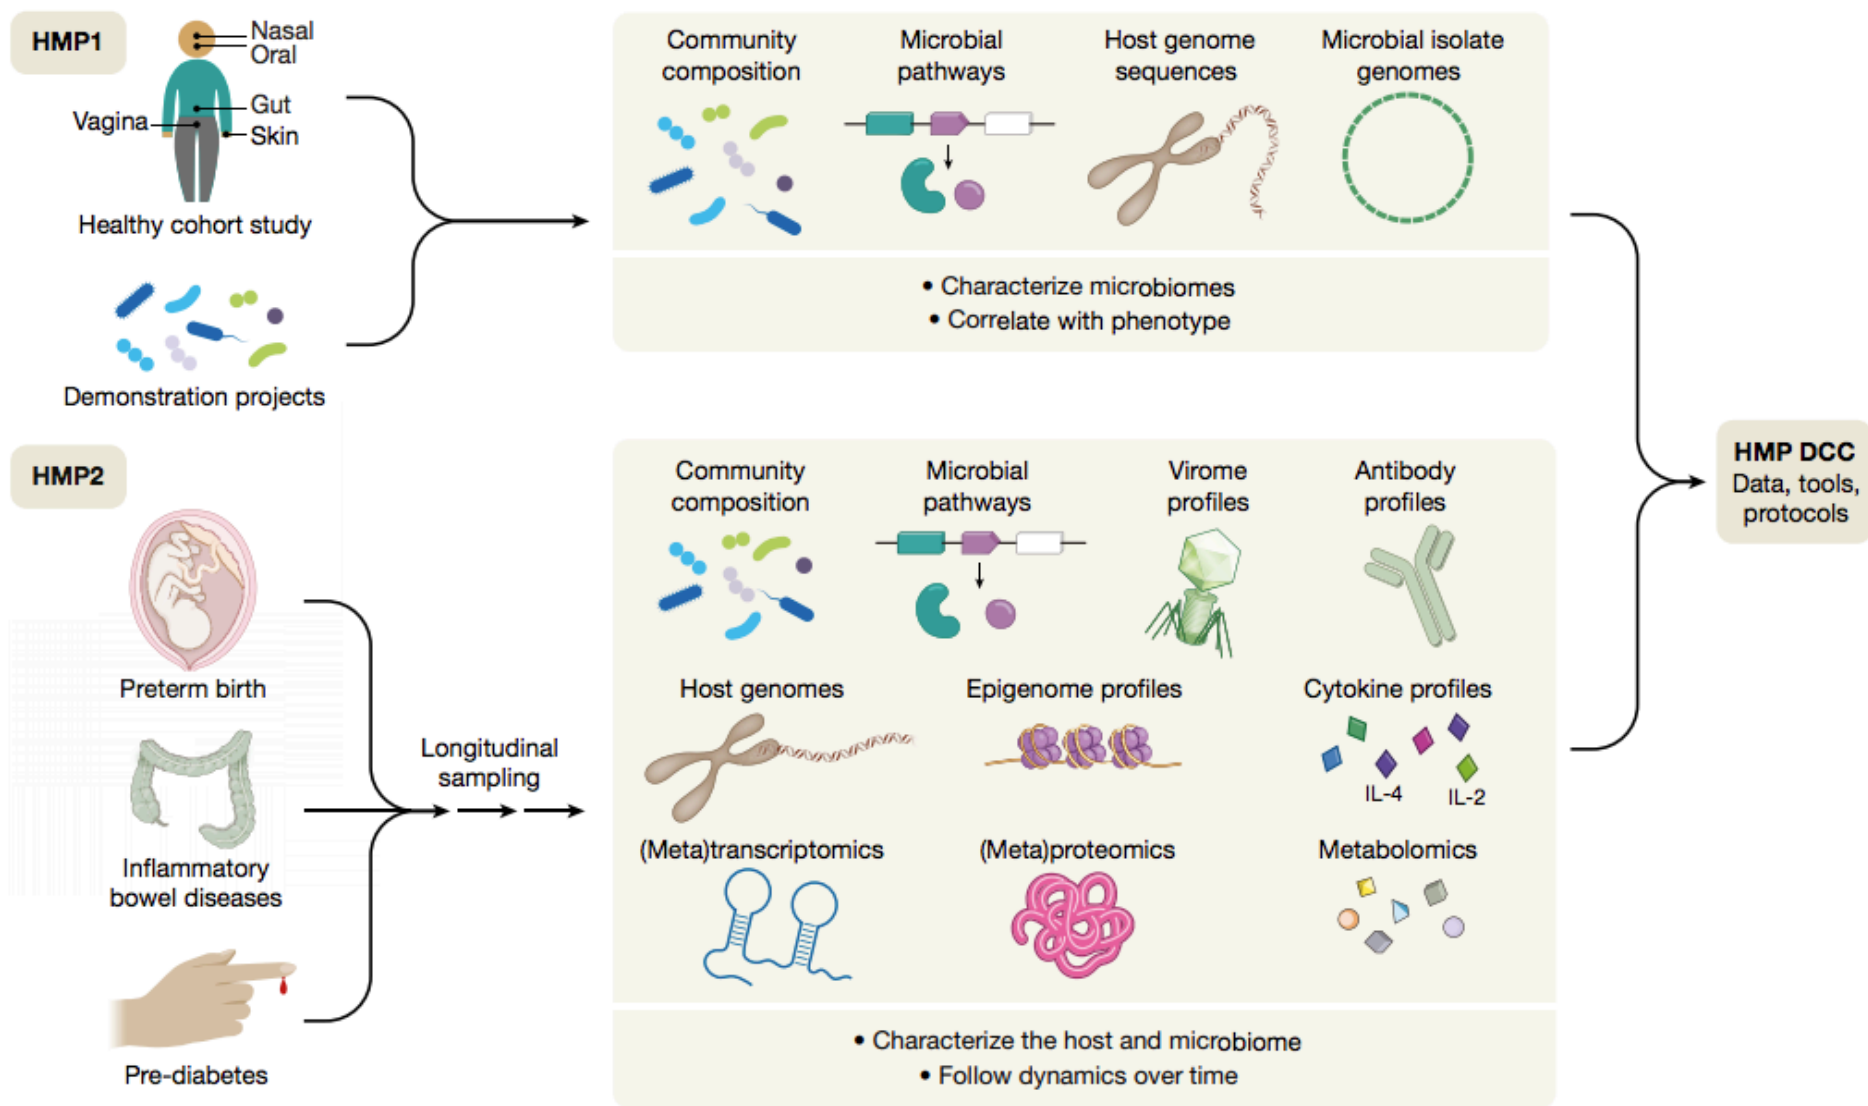 HMP1
Nasal
Oral
Gut
Vagina
Skin
Healthy cohort study
Demonstration projects
Community
composition
Microbial
pathways
Host genome
sequences
Microbial isolate
genomes
• Characterize microbiomes
• Correlate with phenotype
HMP2
Preterm birth
Inflammatory
bowel diseases
Pre-diabetes
Longitudinal
sampling
Community
composition
Microbial
pathways
Virome
profiles
Antibody
profiles
Host genomes
Epigenome profiles
Cytokine profiles
IL-4
IL-2
(Meta)transcriptomics
(Meta)proteomics
Metabolomics
• Characterize the host and microbiome
• Follow dynamics over time
HMP DCC
Data, tools,
protocols